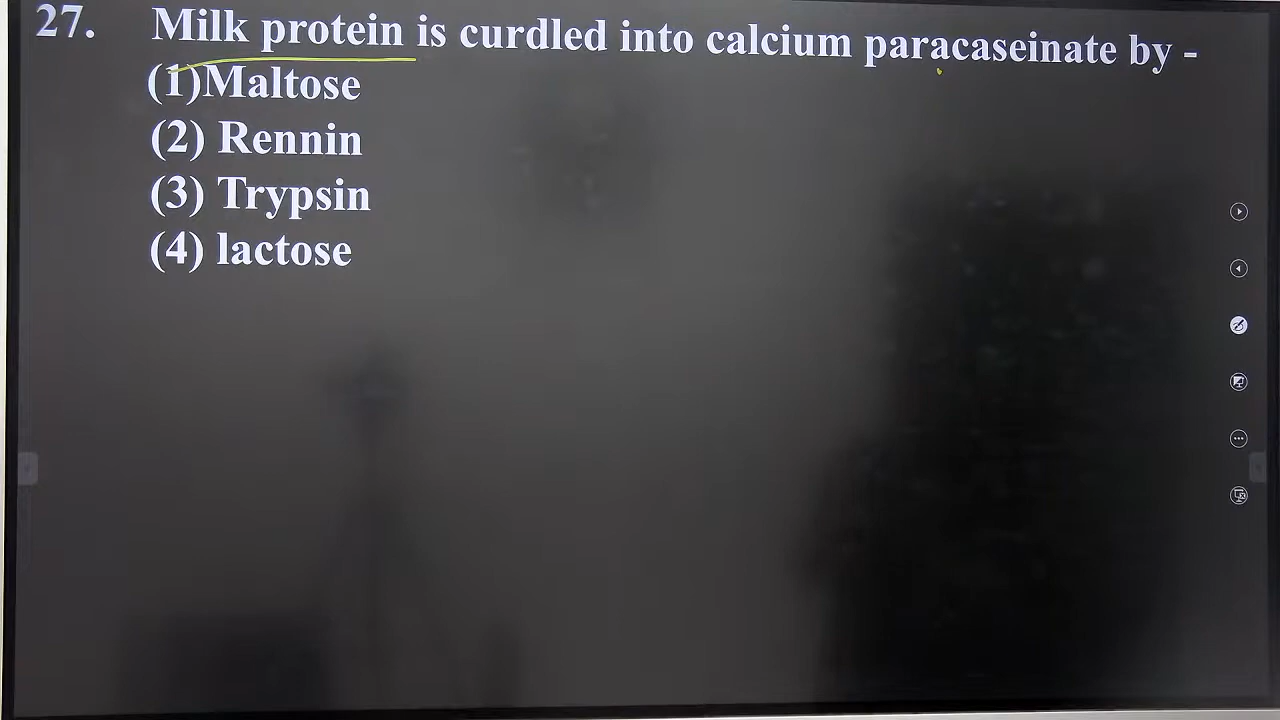 27. Milk protein is curdled into calcium paracaseinate by -
(1)Maltose
(2) Rennin
(3) Trypsin
(4) lactose